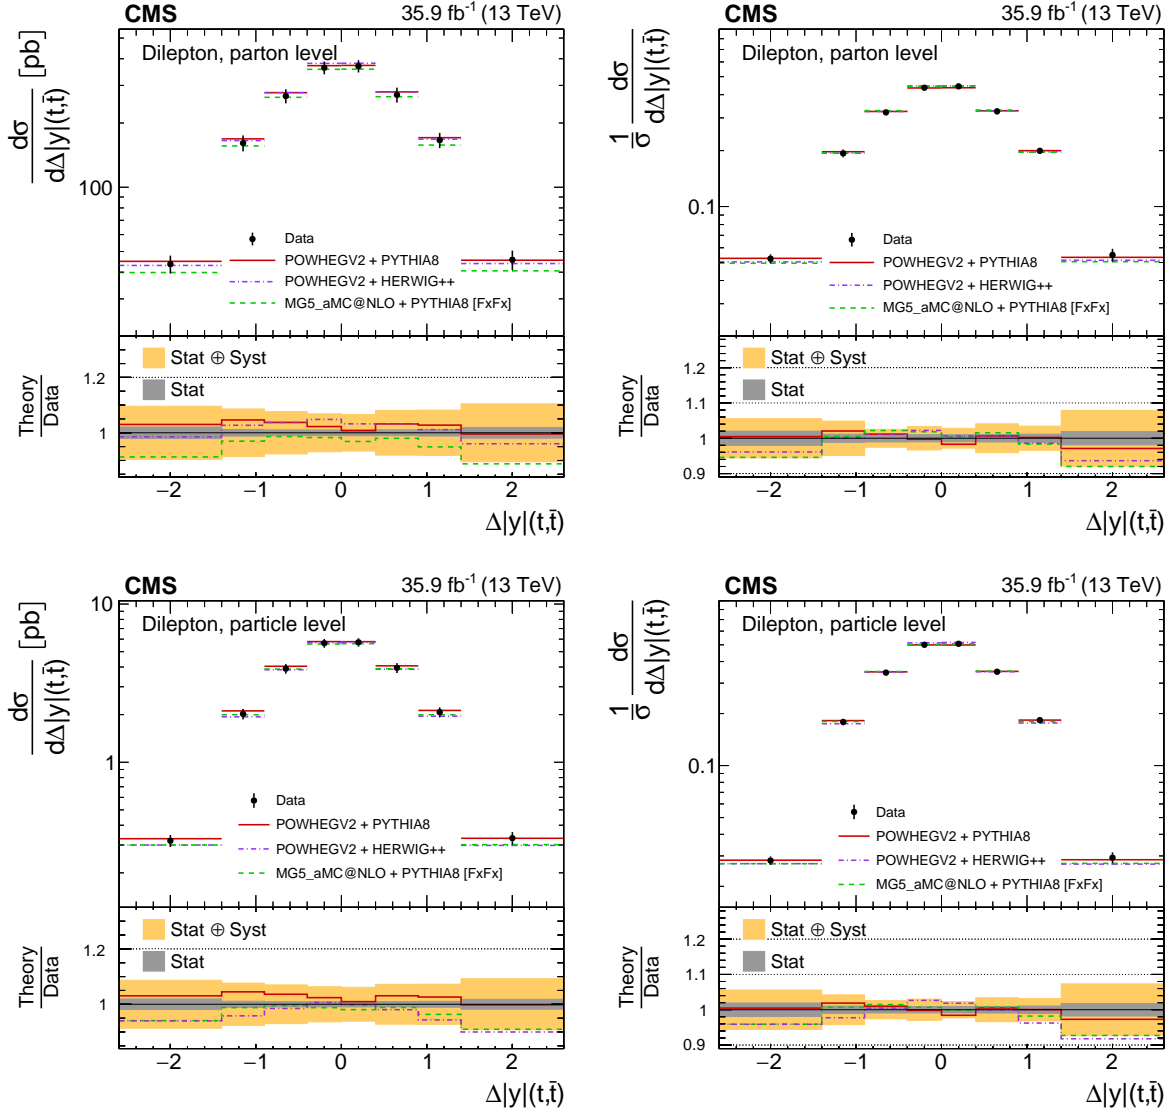 CMS 35.9 fb⁻¹ (13 TeV)
Dilepton, parton level
dσ / dΔ|y|(t,t̄) [pb]
100
Data
POWHEGV2 + PYTHIA8
POWHEGV2 + HERWIG++
MG5_aMC@NLO + PYTHIA8 [FxFx]
Theory / Data
Stat ⊕ Syst
Stat
1.2
1
−2 −1 0 1 2
Δ|y|(t,t̄)
CMS 35.9 fb⁻¹ (13 TeV)
Dilepton, parton level
1/σ dσ / dΔ|y|(t,t̄)
0.1
Data
POWHEGV2 + PYTHIA8
POWHEGV2 + HERWIG++
MG5_aMC@NLO + PYTHIA8 [FxFx]
Theory / Data
Stat ⊕ Syst
Stat
1.2
1.1
1
0.9
−2 −1 0 1 2
Δ|y|(t,t̄)
CMS 35.9 fb⁻¹ (13 TeV)
Dilepton, particle level
dσ / dΔ|y|(t,t̄) [pb]
10
1
Data
POWHEGV2 + PYTHIA8
POWHEGV2 + HERWIG++
MG5_aMC@NLO + PYTHIA8 [FxFx]
Theory / Data
Stat ⊕ Syst
Stat
1.2
1
−2 −1 0 1 2
Δ|y|(t,t̄)
CMS 35.9 fb⁻¹ (13 TeV)
Dilepton, particle level
1/σ dσ / dΔ|y|(t,t̄)
0.1
Data
POWHEGV2 + PYTHIA8
POWHEGV2 + HERWIG++
MG5_aMC@NLO + PYTHIA8 [FxFx]
Theory / Data
Stat ⊕ Syst
Stat
1.2
1.1
1
0.9
−2 −1 0 1 2
Δ|y|(t,t̄)